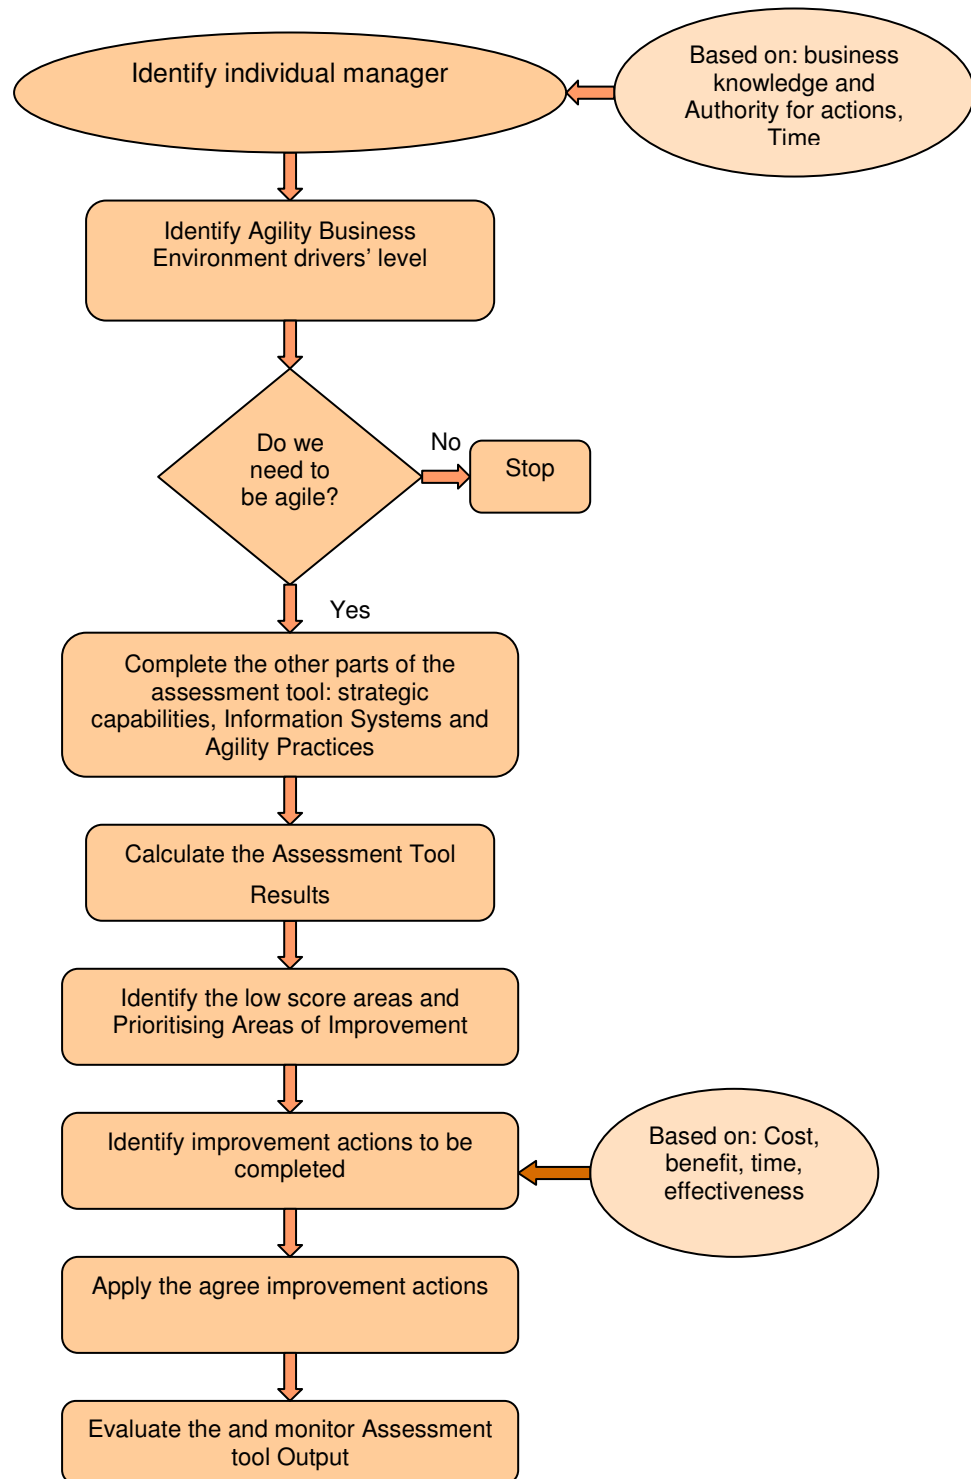 Identify individual manager
Based on: business
knowledge and
Authority for actions,
Time
Identify Agility Business
Environment drivers' level
Do we
need to
be agile?
No
Stop
Yes
Complete the other parts of the
assessment tool: strategic
capabilities, Information Systems and
Agility Practices
Calculate the Assessment Tool
Results
Identify the low score areas and
Prioritising Areas of Improvement
Identify improvement actions to be
completed
Based on: Cost,
benefit, time,
effectiveness
Apply the agree improvement actions
Evaluate the and monitor Assessment
tool Output